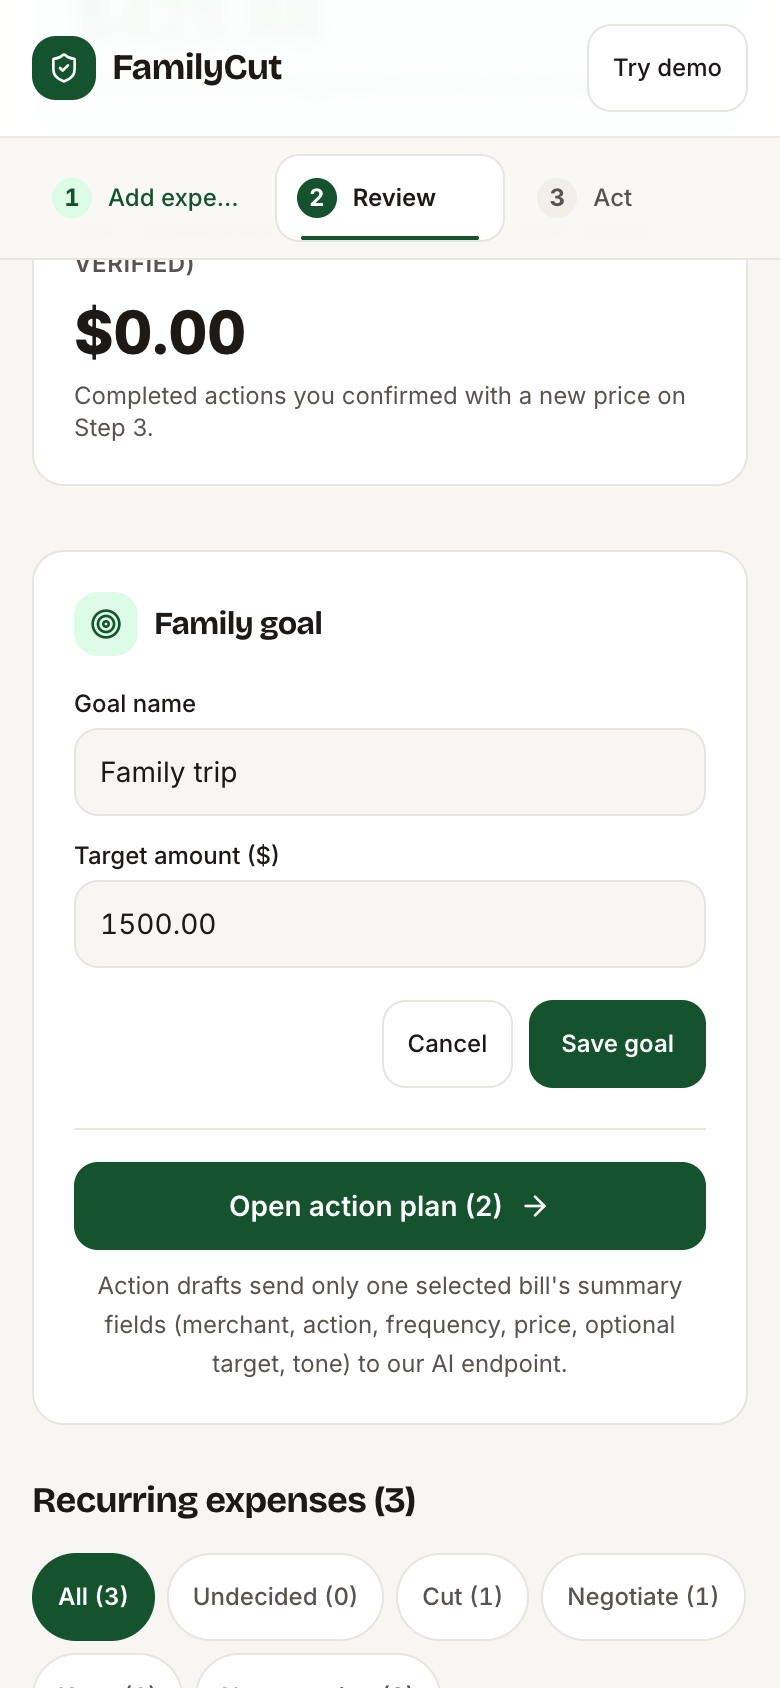 FamilyCut
Try demo
1 Add expe...
2 Review
3 Act
VERIFIED)
$0.00
Completed actions you confirmed with a new price on
Step 3.
Family goal
Goal name
Family trip
Target amount ($)
1500.00
Cancel
Save goal
Open action plan (2) →
Action drafts send only one selected bill's summary
fields (merchant, action, frequency, price, optional
target, tone) to our AI endpoint.
Recurring expenses (3)
All (3)
Undecided (0)
Cut (1)
Negotiate (1)